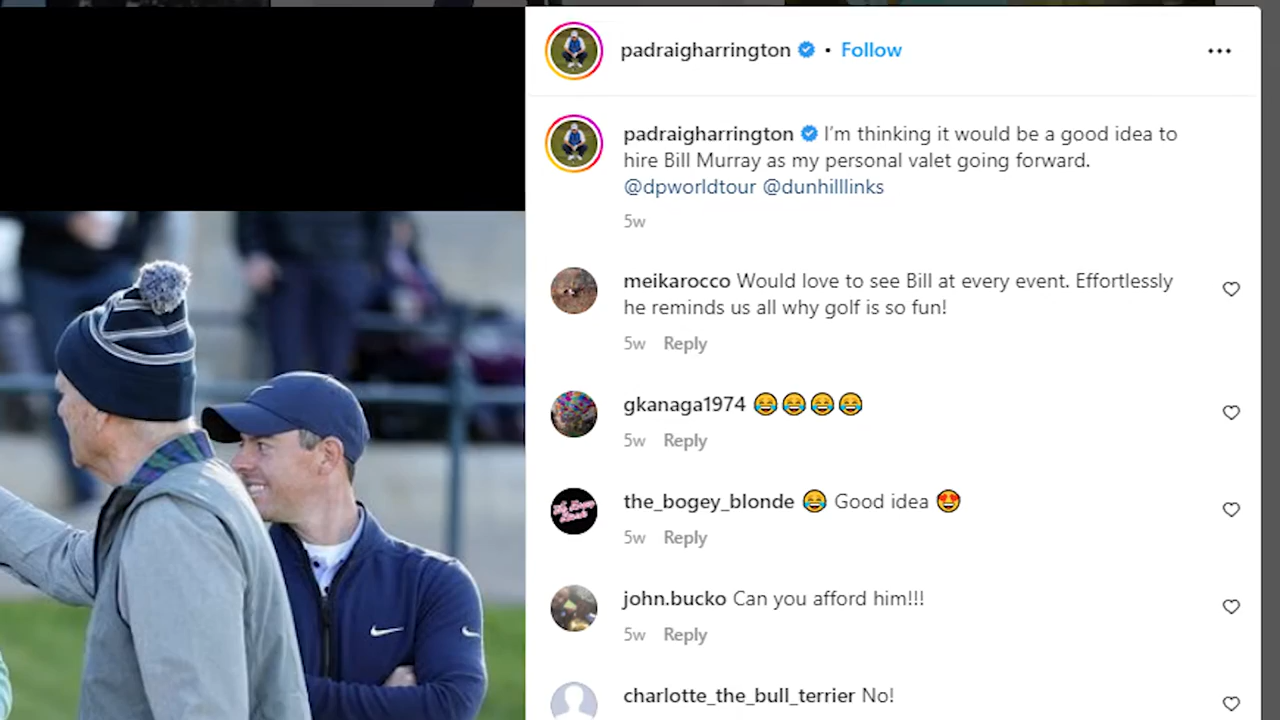 padraigharrington • Follow
padraigharrington I'm thinking it would be a good idea to
hire Bill Murray as my personal valet going forward.
@dpworldtour @dunhilllinks
5w
meikarocco Would love to see Bill at every event. Effortlessly
he reminds us all why golf is so fun!
5w Reply
gkanaga1974 😂😂😂😂
5w Reply
the_bogey_blonde 😂 Good idea 😍
5w Reply
john.bucko Can you afford him!!!
5w Reply
charlotte_the_bull_terrier No!